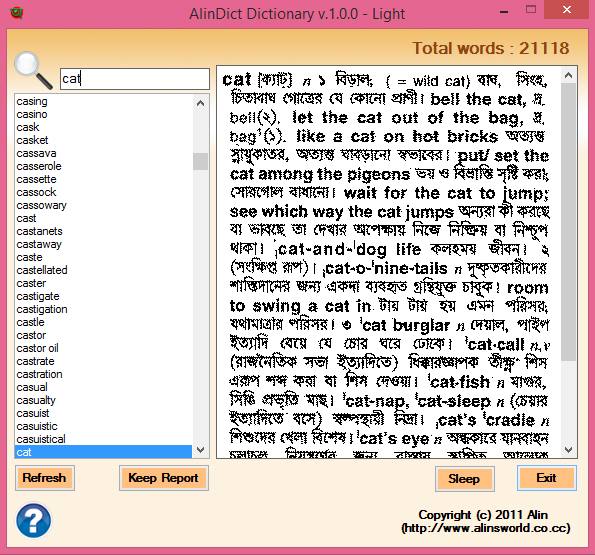 AlinDict Dictionary v.1.0.0 - Light
Total words : 21118
cat
casing
casino
cask
casket
cassava
casserole
cassette
cassock
cassowary
cast
castanets
castaway
caste
castellated
caster
castigate
castigation
castle
castor
castor oil
castrate
castration
casual
casualty
casuist
casuistic
casuistical
cat
cat [ক্যাট্] n ১ বিড়াল; ( = wild cat) বাঘ, সিংহ,
চিতাবাঘ গোত্রের যে কোনো প্রাণী। bell the cat, দ্র.
bell(২). let the cat out of the bag, দ্র.
bag¹(১). like a cat on hot bricks অত্যন্ত
স্নায়ুকাতর, অত্যন্ত ঘাবড়ানো স্বভাবের। put/ set the
cat among the pigeons ভয় ও বিভ্রান্তি সৃষ্টি করা;
সোরগোল বাধানো। wait for the cat to jump;
see which way the cat jumps অন্যরা কী করছে
বা ভাবছে তা দেখার অপেক্ষায় নিজে নিষ্ক্রিয় বা নিশ্চুপ
থাকা। ˌcat-and-ˈdog life কলহময় জীবন। ২
(সংক্ষিপ্ত রূপ)। ˌcat-o-ˈnine-tails n দুষ্কৃতকারীদের
শাস্তিদানের জন্য একদা ব্যবহৃত গ্রন্থিযুক্ত চাবুক। room
to swing a cat in টায় টায় হয় এমন পরিসর;
যথামাত্রার পরিসর। ৩ ˈcat burglar n দেয়াল, পাইপ
ইত্যাদি বেয়ে যে চোর ঘরে ঢোকে। ˈcat-call n,v
(রাজনৈতিক সভা ইত্যাদিতে) ধিক্কারজ্ঞাপক তীক্ষ্ণ শিস
এরূপ শব্দ করা বা শিস দেওয়া। ˈcat-fish n মাগুর,
সিঙ্গি প্রভৃতি মাছ। ˈcat-nap, ˈcat-sleep n (চেয়ার
ইত্যাদিতে বসে) স্বল্পস্থায়ী নিদ্রা। ˌcat's ˈcradle n
শিশুদের খেলা বিশেষ। ˈcat's eye n অন্ধকারে যানবাহন
Refresh
Keep Report
Sleep
Exit
Copyright (c) 2011 Alin
(http://www.alinsworld.co.cc)